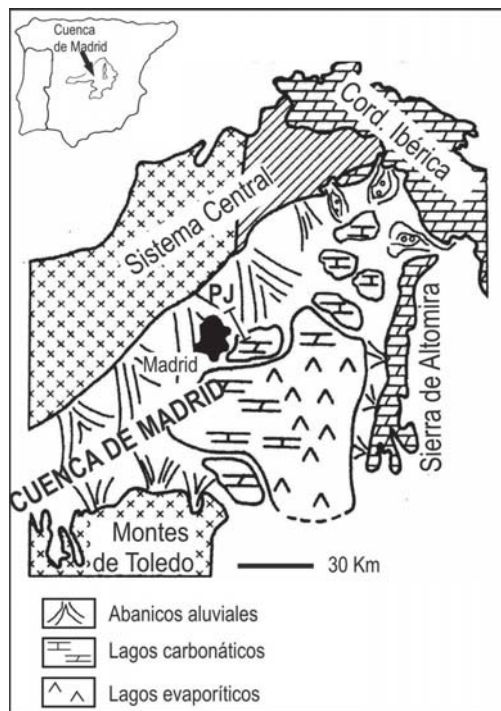 Cuenca
de Madrid
Cord. Ibérica
Sistema Central
PJ
Madrid
CUENCA DE MADRID
Sierra de Altomira
Montes
de Toledo
30 Km
Abanicos aluviales
Lagos carbonáticos
Lagos evaporíticos